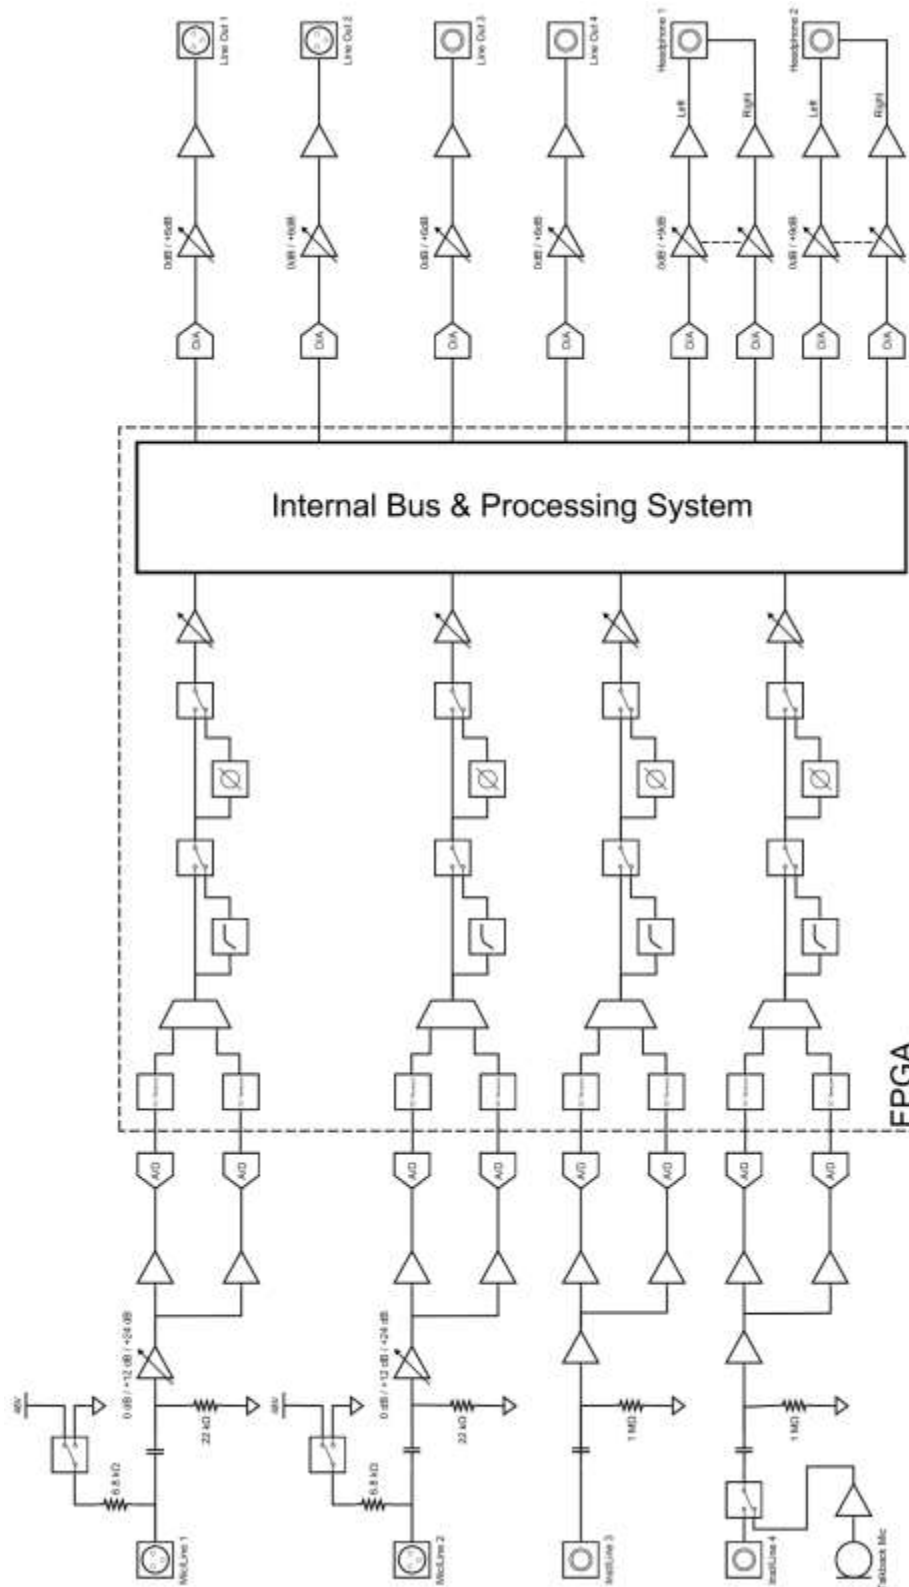 Line Out 1
Line Out 2
Line Out 3
Line Out 4
Headphone 1
Headphone 2
Left
Right
Left
Right
0dB / +6dB
0dB / +6dB
0dB / +6dB
0dB / +6dB
0dB / +9dB
0dB / +9dB
D/A
D/A
D/A
D/A
D/A
D/A
D/A
D/A
Internal Bus & Processing System
FPGA
A/D
A/D
A/D
A/D
A/D
A/D
A/D
A/D
0 dB / +12 dB / +24 dB
0 dB / +12 dB / +24 dB
48V
48V
22 kΩ
22 kΩ
1 MΩ
1 MΩ
6.8 kΩ
6.8 kΩ
Mic/Line 1
Mic/Line 2
Inst/Line 3
Inst/Line 4
Talkback Mic